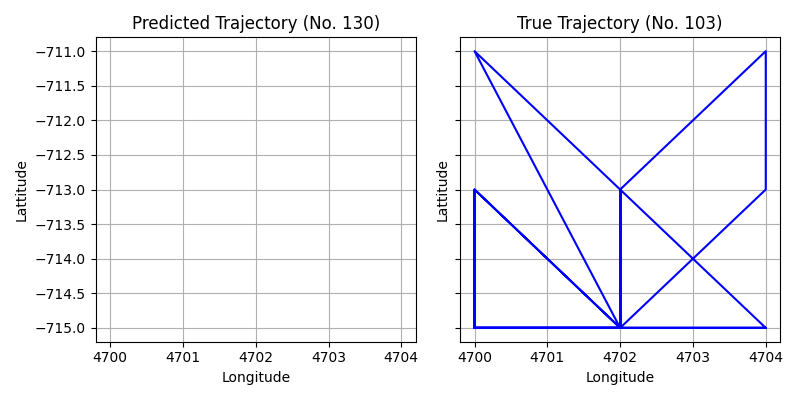 Predicted Trajectory (No. 130)
−711.0
−711.5
−712.0
−712.5
−713.0
−713.5
−714.0
−714.5
−715.0
Lattitude
4700 4701 4702 4703 4704
Longitude
True Trajectory (No. 103)
Lattitude
4700 4701 4702 4703 4704
Longitude